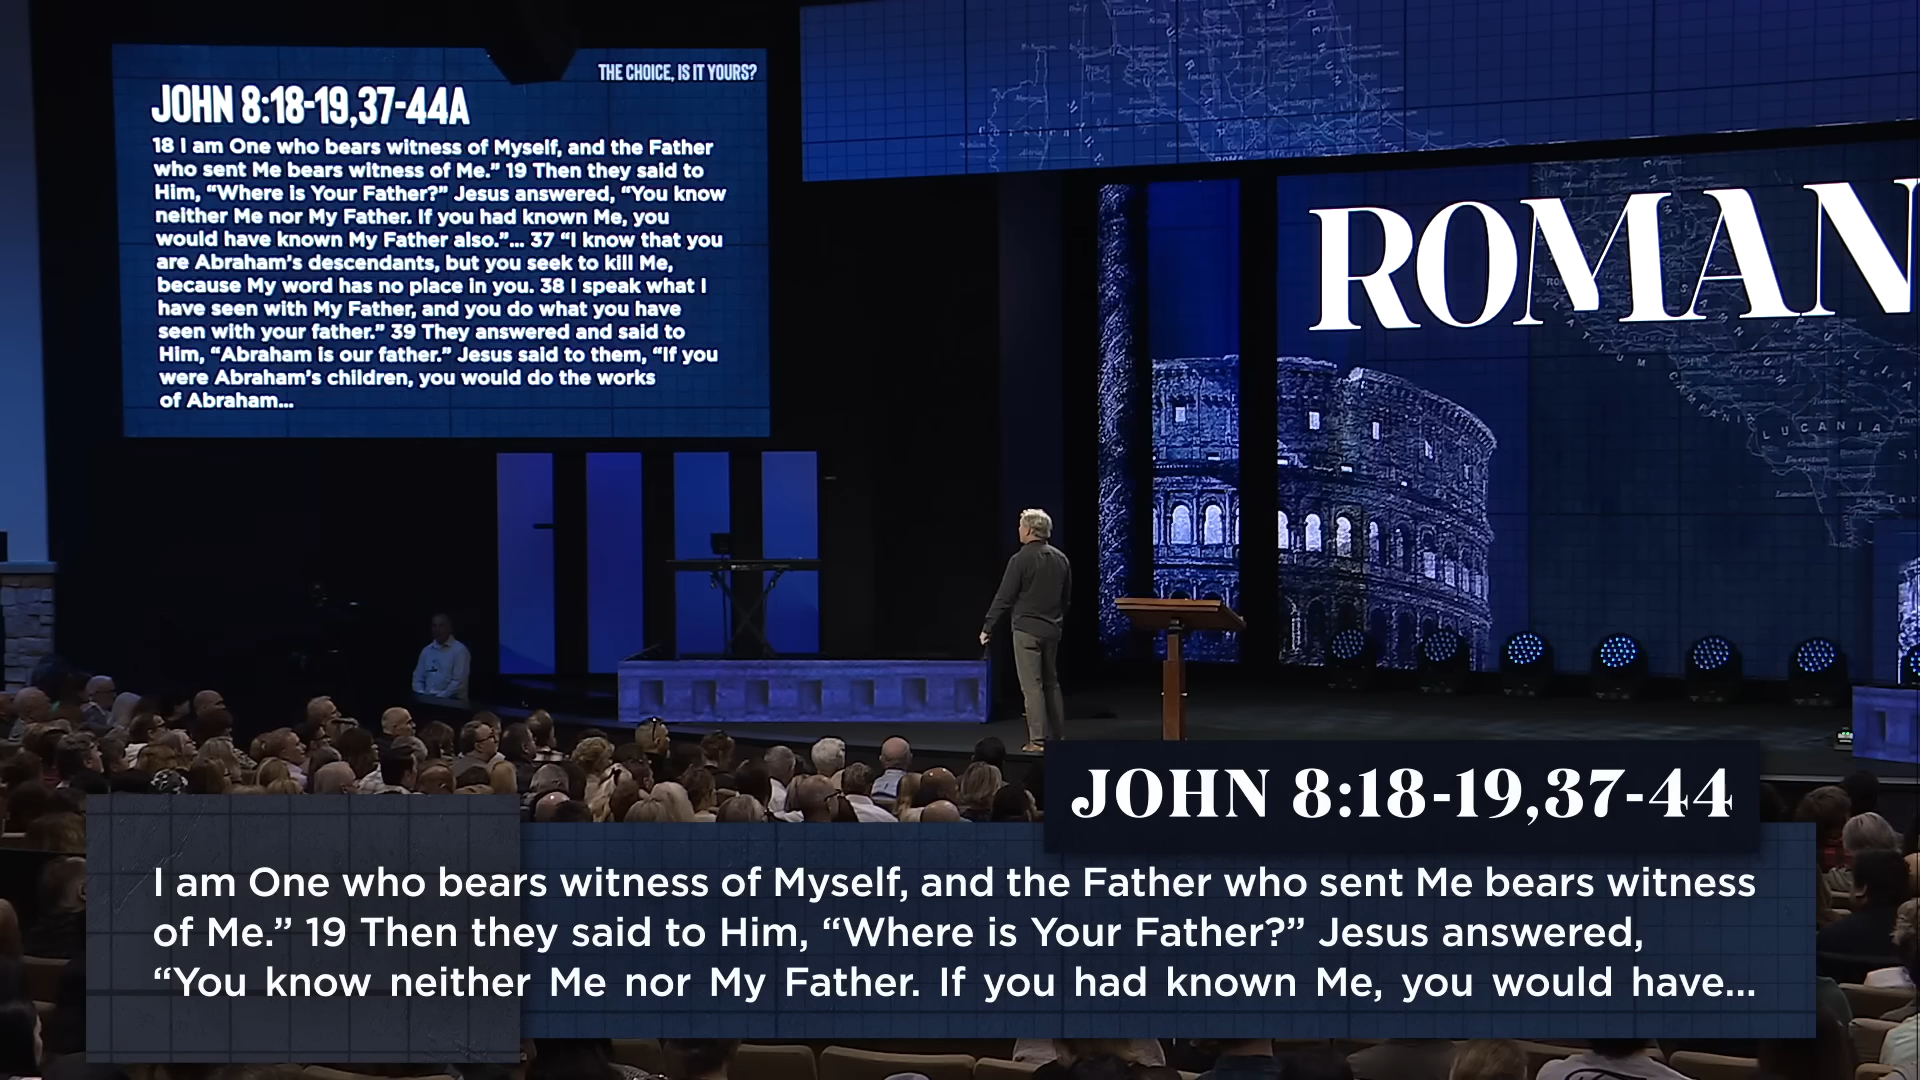 THE CHOICE, IS IT YOURS?
JOHN 8:18-19,37-44A
18 I am One who bears witness of Myself, and the Father
who sent Me bears witness of Me.” 19 Then they said to
Him, “Where is Your Father?” Jesus answered, “You know
neither Me nor My Father. If you had known Me, you
would have known My Father also.”... 37 “I know that you
are Abraham’s descendants, but you seek to kill Me,
because My word has no place in you. 38 I speak what I
have seen with My Father, and you do what you have
seen with your father.” 39 They answered and said to
Him, “Abraham is our father.” Jesus said to them, “If you
were Abraham’s children, you would do the works
of Abraham...
Corsica
ROMAN
LATIUM
CAMPANI
LUCANIA
JOHN 8:18-19,37-44
I am One who bears witness of Myself, and the Father who sent Me bears witness
of Me.” 19 Then they said to Him, “Where is Your Father?” Jesus answered,
“You know neither Me nor My Father. If you had known Me, you would have...